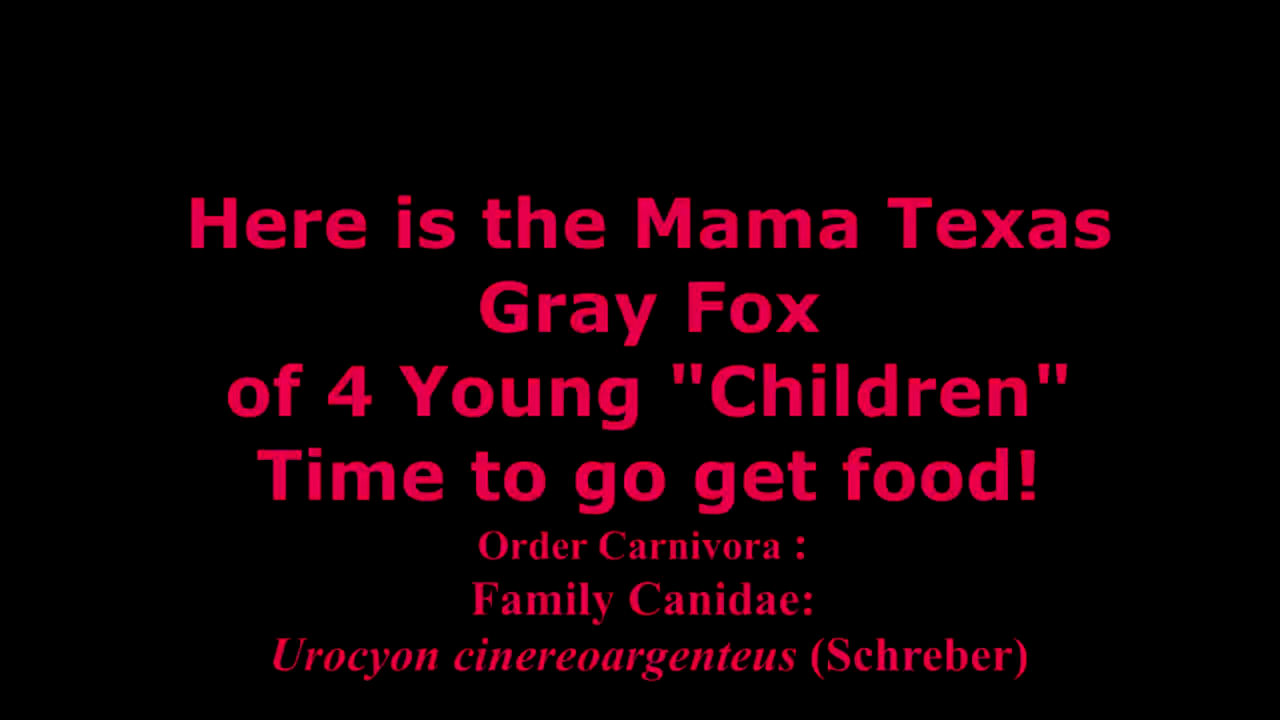 Here is the Mama Texas
Gray Fox
of 4 Young "Children"
Time to go get food!
Order Carnivora :
Family Canidae:
Urocyon cinereoargenteus (Schreber)